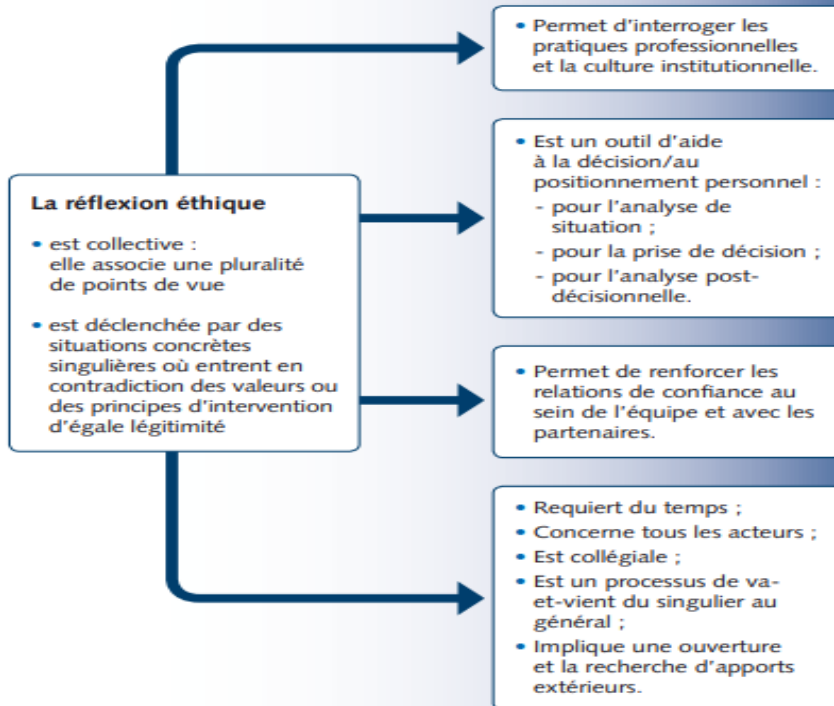 La réflexion éthique
• est collective :
elle associe une pluralité
de points de vue
• est déclenchée par des
situations concrètes
singulières où entrent en
contradiction des valeurs ou
des principes d'intervention
d'égale légitimité
• Permet d'interroger les
pratiques professionnelles
et la culture institutionnelle.
• Est un outil d'aide
à la décision/au
positionnement personnel :
- pour l'analyse de
situation ;
- pour la prise de décision ;
- pour l'analyse post-
décisionnelle.
• Permet de renforcer les
relations de confiance au
sein de l'équipe et avec les
partenaires.
• Requiert du temps ;
• Concerne tous les acteurs ;
• Est collégiale ;
• Est un processus de va-
et-vient du singulier au
général ;
• Implique une ouverture
et la recherche d'apports
extérieurs.